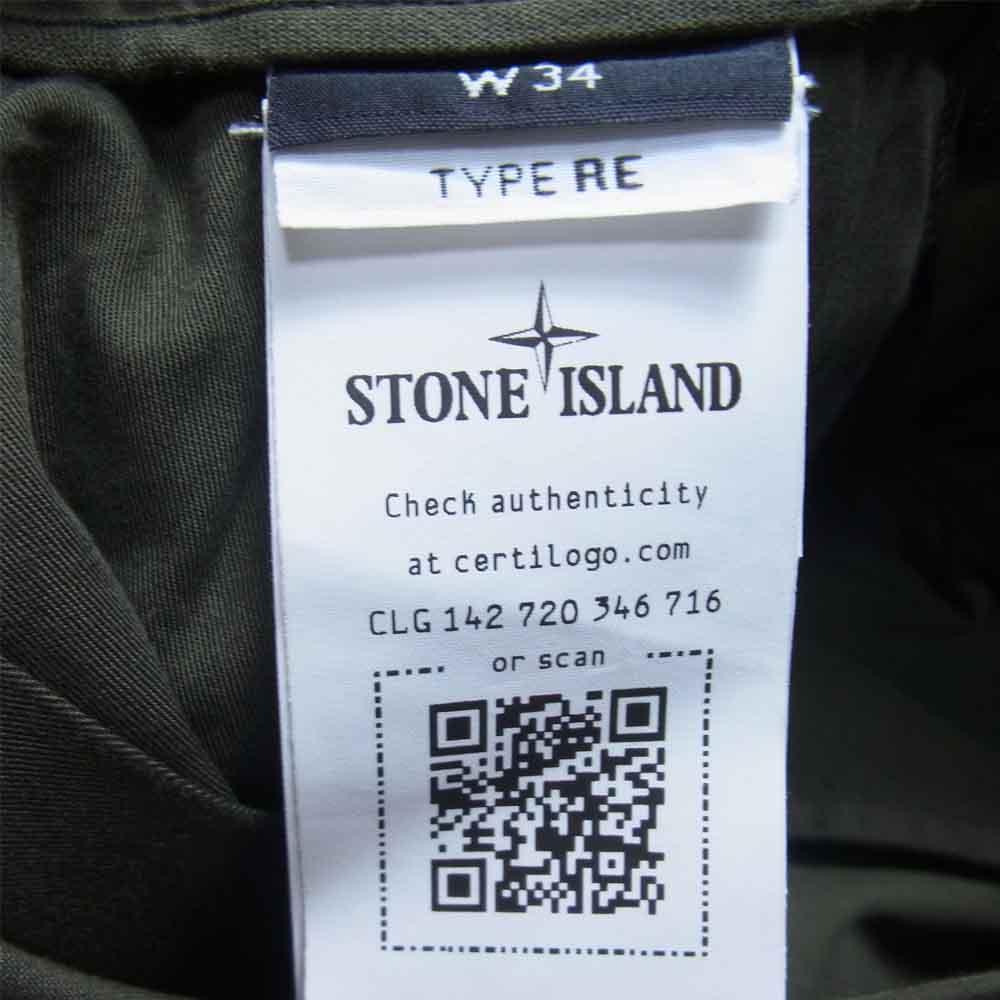 W 34
TYPE RE
STONE ISLAND
Check authenticity
at certilogo.com
CLG 142 720 346 716
or scan